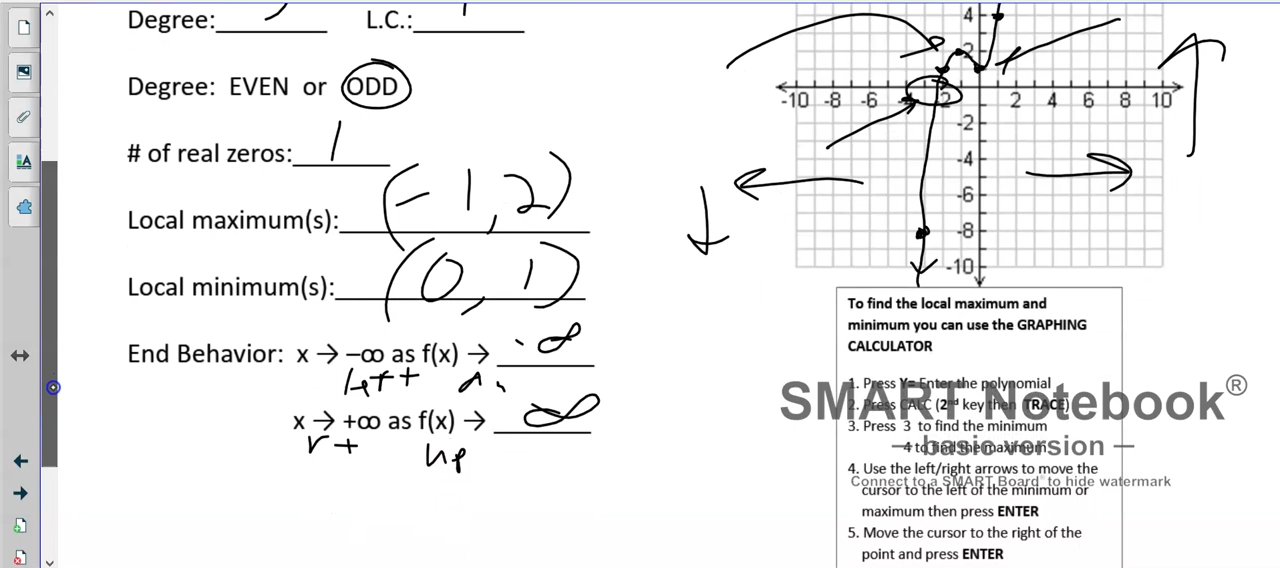 Degree: L.C.:
Degree: EVEN or ODD
# of real zeros: 1
Local maximum(s): (-1, 2)
Local minimum(s): (0, 1)
End Behavior: x → −∞ as f(x) → -∞
left
x → +∞ as f(x) → ∞
rt up
4
2
-10 -8 -6 -4 -2 2 4 6 8 10
-2
-4
-6
-8
-10
To find the local maximum and
minimum you can use the GRAPHING
CALCULATOR
1. Press Y= Enter the polynomial
2. Press CALC (2nd key then TRACE)
3. Press 3 to find the minimum
4 to find the maximum
4. Use the left/right arrows to move the
cursor to the left of the minimum or
maximum then press ENTER
5. Move the cursor to the right of the
point and press ENTER
SMART Notebook®
— basic version —
Connect to a SMART Board® to hide watermark